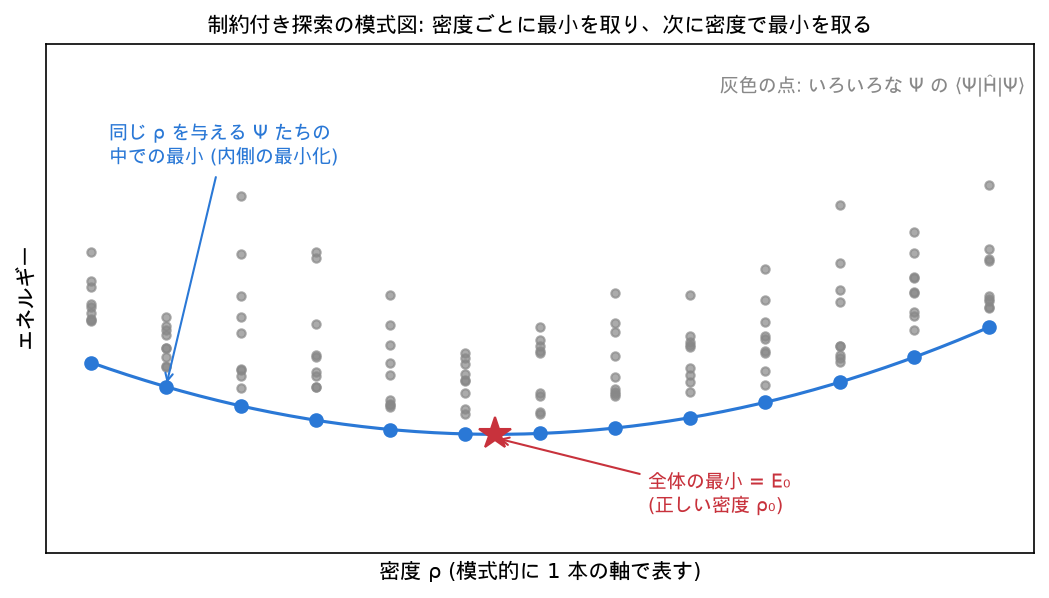 制約付き探索の模式図: 密度ごとに最小を取り、次に密度で最小を取る
灰色の点: いろいろな Ψ の ⟨Ψ|Ĥ|Ψ⟩
同じ ρ を与える Ψ たちの
中での最小 (内側の最小化)
エネルギー
全体の最小 = E₀
(正しい密度 ρ₀)
密度 ρ (模式的に 1 本の軸で表す)